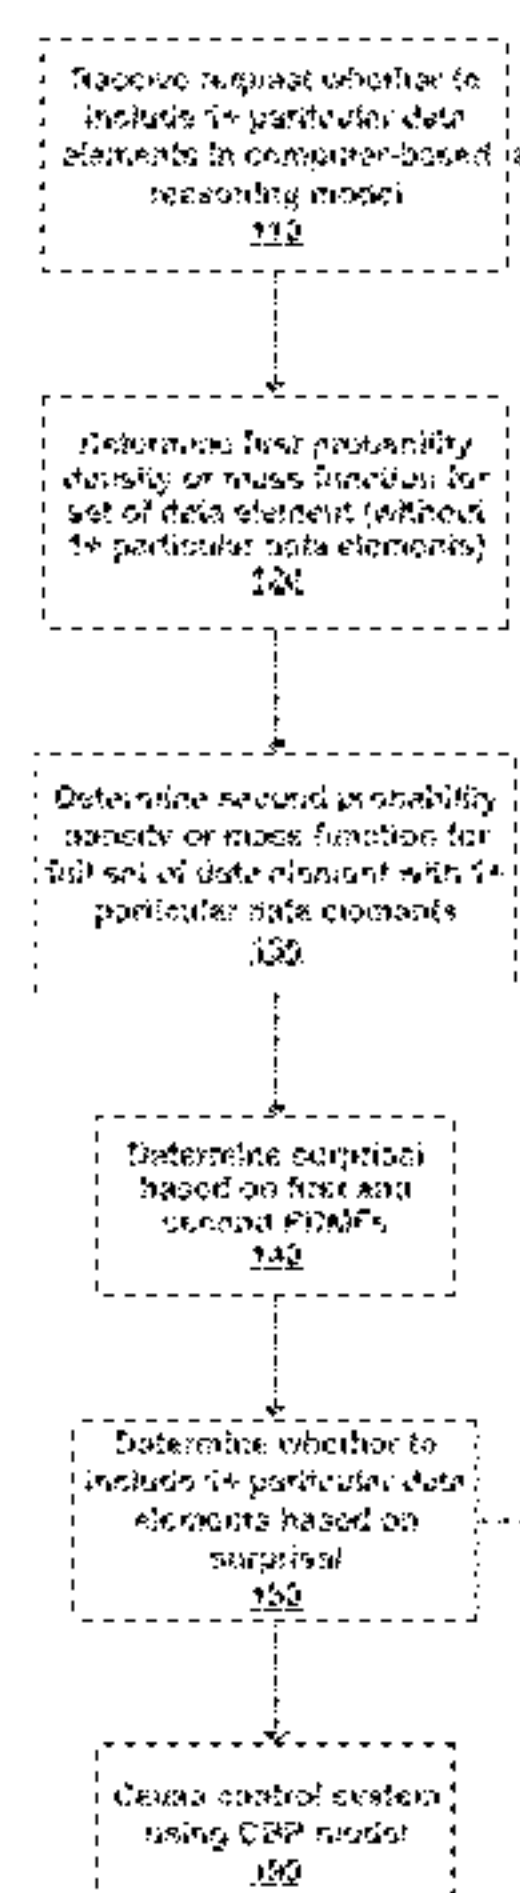 Receive request whether to
include 1+ particular data
elements in computer-based
reasoning model
110
Determine first probability
density or mass function for
set of data element (without
1+ particular data elements)
120
Determine second probability
density or mass function for
full set of data element with 1+
particular data elements
130
Determine surprisal
based on first and
second PDMFs
140
Determine whether to
include 1+ particular data
elements based on
surprisal
150
Cause control system
using CBR model
190